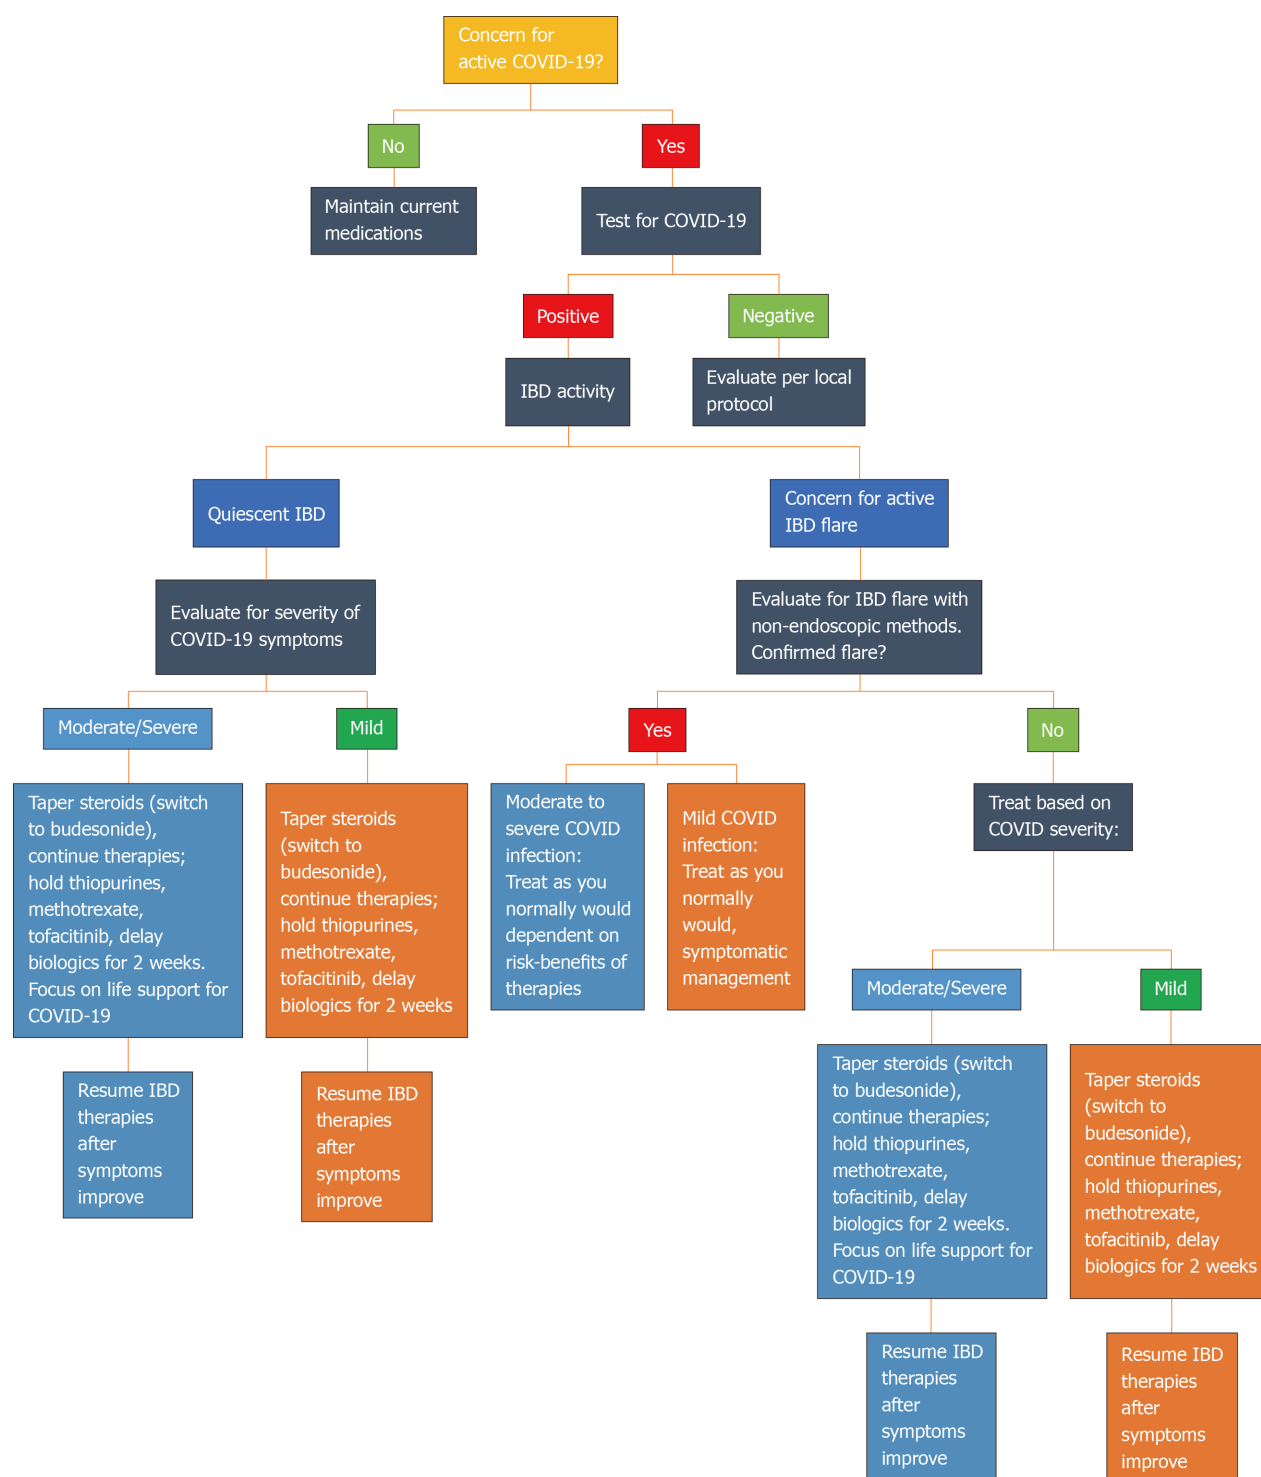 Concern for
active COVID-19?
No
Yes
Maintain current
medications
Test for COVID-19
Positive
Negative
IBD activity
Evaluate per local
protocol
Quiescent IBD
Concern for active
IBD flare
Evaluate for severity of
COVID-19 symptoms
Evaluate for IBD flare with
non-endoscopic methods.
Confirmed flare?
Moderate/Severe
Mild
Yes
No
Taper steroids (switch
to budesonide),
continue therapies;
hold thiopurines,
methotrexate,
tofacitinib, delay
biologics for 2 weeks.
Focus on life support for
COVID-19
Taper steroids
(switch to
budesonide),
continue therapies;
hold thiopurines,
methotrexate,
tofacitinib, delay
biologics for 2 weeks
Moderate to
severe COVID
infection:
Treat as you
normally would
dependent on
risk-benefits of
therapies
Mild COVID
infection:
Treat as you
normally
would,
symptomatic
management
Treat based on
COVID severity:
Moderate/Severe
Mild
Resume IBD
therapies
after
symptoms
improve
Resume IBD
therapies
after
symptoms
improve
Taper steroids (switch
to budesonide),
continue therapies;
hold thiopurines,
methotrexate,
tofacitinib, delay
biologics for 2 weeks.
Focus on life support for
COVID-19
Taper steroids
(switch to
budesonide),
continue therapies;
hold thiopurines,
methotrexate,
tofacitinib, delay
biologics for 2 weeks
Resume IBD
therapies
after
symptoms
improve
Resume IBD
therapies
after
symptoms
improve